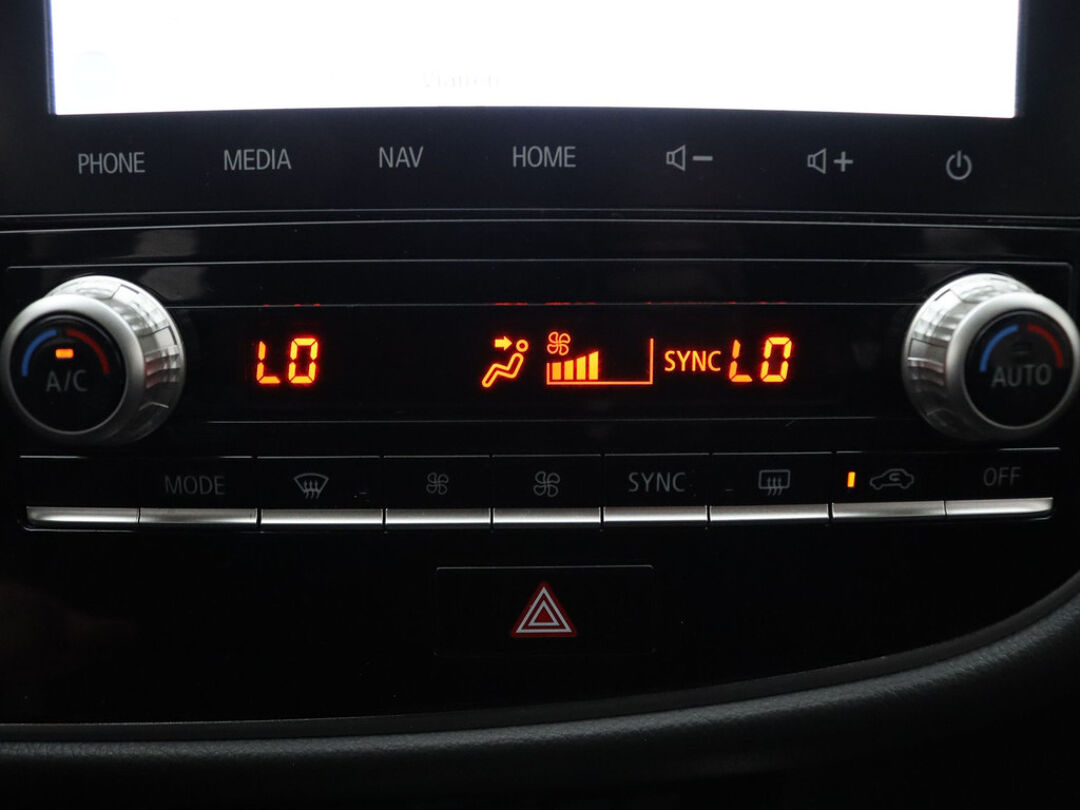 PHONE MEDIA NAV HOME
LO SYNC LO
A/C AUTO
MODE SYNC OFF